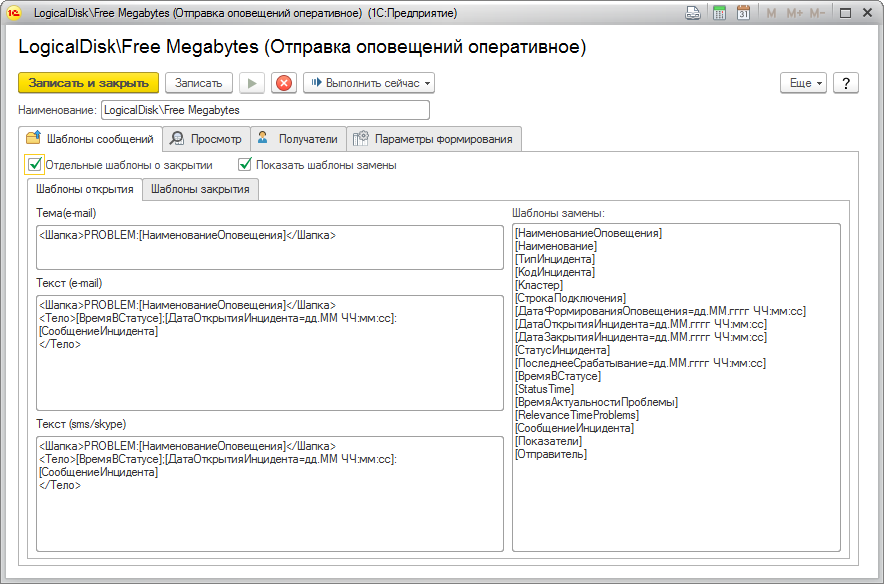 LogicalDisk\Free Megabytes (Отправка оповещений оперативное) (1С:Предприятие)
M M+ M-
LogicalDisk\Free Megabytes (Отправка оповещений оперативное)
Записать и закрыть
Записать
Выполнить сейчас
Еще
?
Наименование:
LogicalDisk\Free Megabytes
Шаблоны сообщений
Просмотр
Получатели
Параметры формирования
Отдельные шаблоны о закрытии
Показать шаблоны замены
Шаблоны открытия
Шаблоны закрытия
Тема(e-mail)
<Шапка>PROBLEM:[НаименованиеОповещения]</Шапка>
Текст (e-mail)
<Шапка>PROBLEM:[НаименованиеОповещения]</Шапка>
<Тело>[ВремяВСтатусе];[ДатаОткрытияИнцидента=дд.ММ ЧЧ:мм:сс]:
[СообщениеИнцидента]
</Тело>
Текст (sms/skype)
<Шапка>PROBLEM:[НаименованиеОповещения]</Шапка>
<Тело>[ВремяВСтатусе];[ДатаОткрытияИнцидента=дд.ММ ЧЧ:мм:сс]:
[СообщениеИнцидента]
</Тело>
Шаблоны замены:
[НаименованиеОповещения]
[Наименование]
[ТипИнцидента]
[КодИнцидента]
[Кластер]
[СтрокаПодключения]
[ДатаФормированияОповещения=дд.ММ.гггг ЧЧ:мм:сс]
[ДатаОткрытияИнцидента=дд.ММ.гггг ЧЧ:мм:сс]
[ДатаЗакрытияИнцидента=дд.ММ.гггг ЧЧ:мм:сс]
[СтатусИнцидента]
[ПоследнееСрабатывание=дд.ММ.гггг ЧЧ:мм:сс]
[ВремяВСтатусе]
[StatusTime]
[ВремяАктуальностиПроблемы]
[RelevanceTimeProblems]
[СообщениеИнцидента]
[Показатели]
[Отправитель]